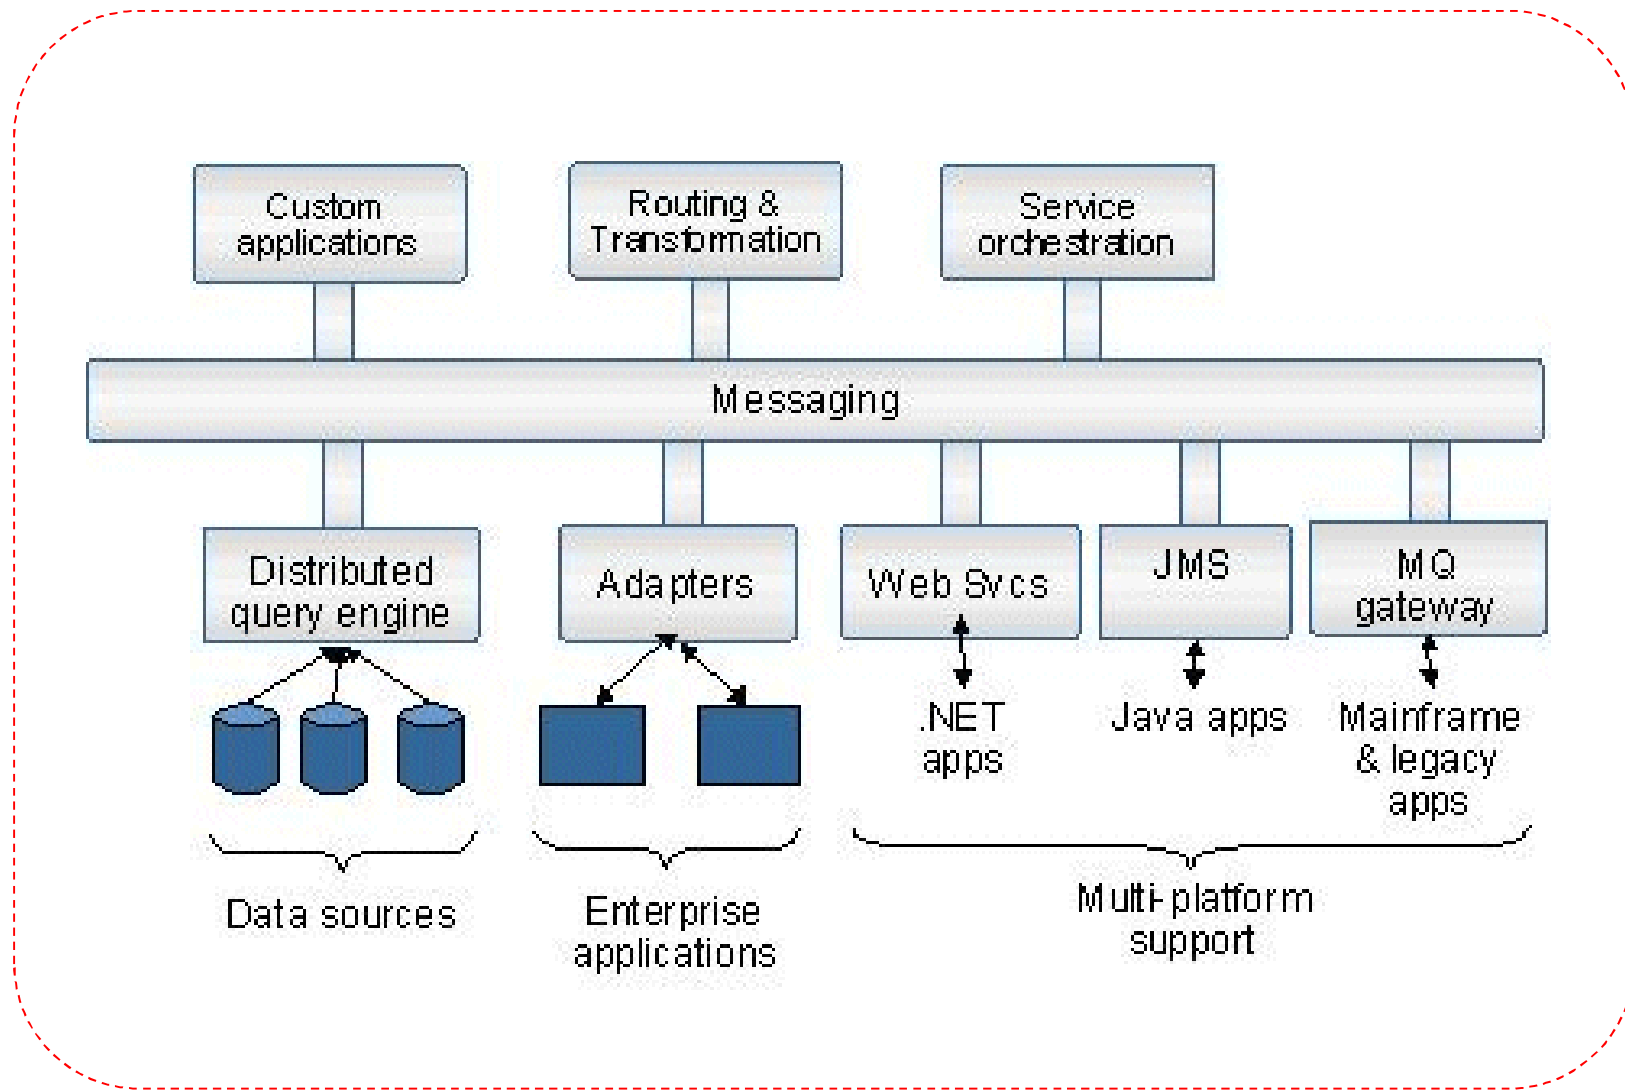 Custom
applications
Routing &
Transformation
Service
orchestration
Messaging
Distributed
query engine
Adapters
Web Svcs
JMS
MQ
gateway
.NET
apps
Java apps
Mainframe
& legacy
apps
Data sources
Enterprise
applications
Multi-platform
support